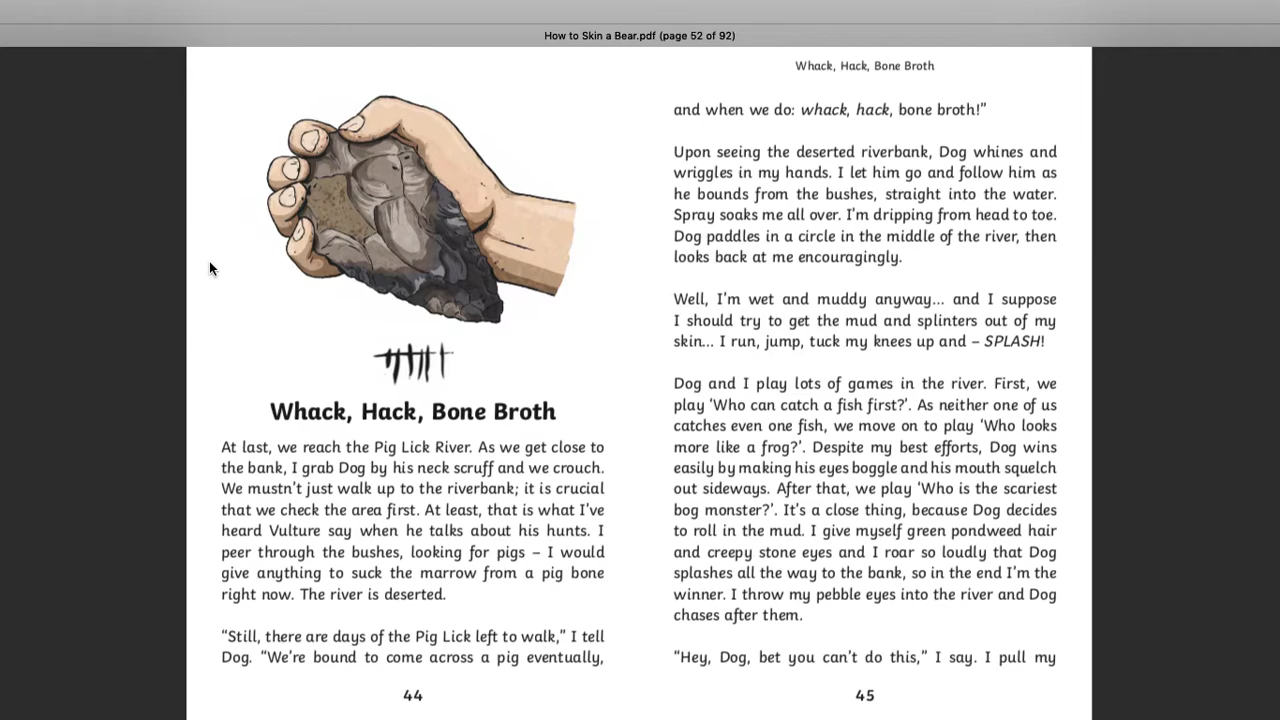 How to Skin a Bear.pdf (page 52 of 92)
Whack, Hack, Bone Broth
At last, we reach the Pig Lick River. As we get close to
the bank, I grab Dog by his neck scruff and we crouch.
We mustn’t just walk up to the riverbank; it is crucial
that we check the area first. At least, that is what I’ve
heard Vulture say when he talks about his hunts. I
peer through the bushes, looking for pigs – I would
give anything to suck the marrow from a pig bone
right now. The river is deserted.
“Still, there are days of the Pig Lick left to walk,” I tell
Dog. “We’re bound to come across a pig eventually,
44
Whack, Hack, Bone Broth
and when we do: whack, hack, bone broth!”
Upon seeing the deserted riverbank, Dog whines and
wriggles in my hands. I let him go and follow him as
he bounds from the bushes, straight into the water.
Spray soaks me all over. I’m dripping from head to toe.
Dog paddles in a circle in the middle of the river, then
looks back at me encouragingly.
Well, I’m wet and muddy anyway... and I suppose
I should try to get the mud and splinters out of my
skin... I run, jump, tuck my knees up and – SPLASH!
Dog and I play lots of games in the river. First, we
play ‘Who can catch a fish first?’. As neither one of us
catches even one fish, we move on to play ‘Who looks
more like a frog?’. Despite my best efforts, Dog wins
easily by making his eyes boggle and his mouth squelch
out sideways. After that, we play ‘Who is the scariest
bog monster?’. It’s a close thing, because Dog decides
to roll in the mud. I give myself green pondweed hair
and creepy stone eyes and I roar so loudly that Dog
splashes all the way to the bank, so in the end I’m the
winner. I throw my pebble eyes into the river and Dog
chases after them.
“Hey, Dog, bet you can’t do this,” I say. I pull my
45